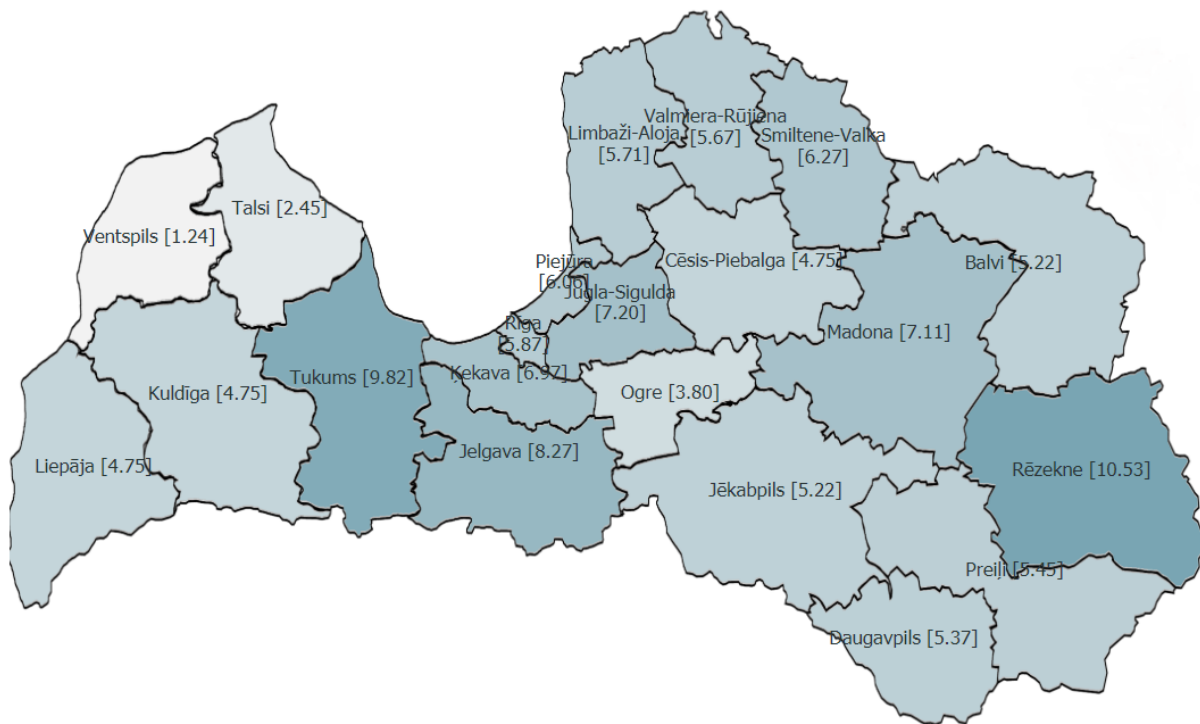 Valmiera-Rūjiena
[5.67]
Limbaži-Aloja
[5.71]
Smiltene-Valka
[6.27]
Talsi [2.45]
Ventspils [1.24]
Piejūra
[6.06]
Cēsis-Piebalga [4.75]
Balvi [5.22]
Jugla-Sigulda
[7.20]
Rīga
[5.87]
Madona [7.11]
Ķekava [6.97]
Tukums [9.82]
Kuldīga [4.75]
Ogre [3.80]
Jelgava [8.27]
Liepāja [4.75]
Rēzekne [10.53]
Jēkabpils [5.22]
Preiļi [5.45]
Daugavpils [5.37]